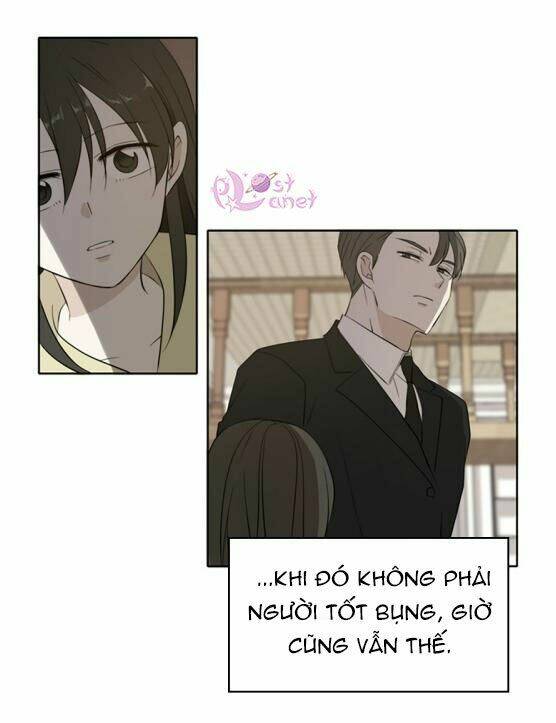 Lost
Planet
...KHI ĐÓ KHÔNG PHẢI
NGƯỜI TỐT BỤNG, GIỜ
CŨNG VẪN THẾ.